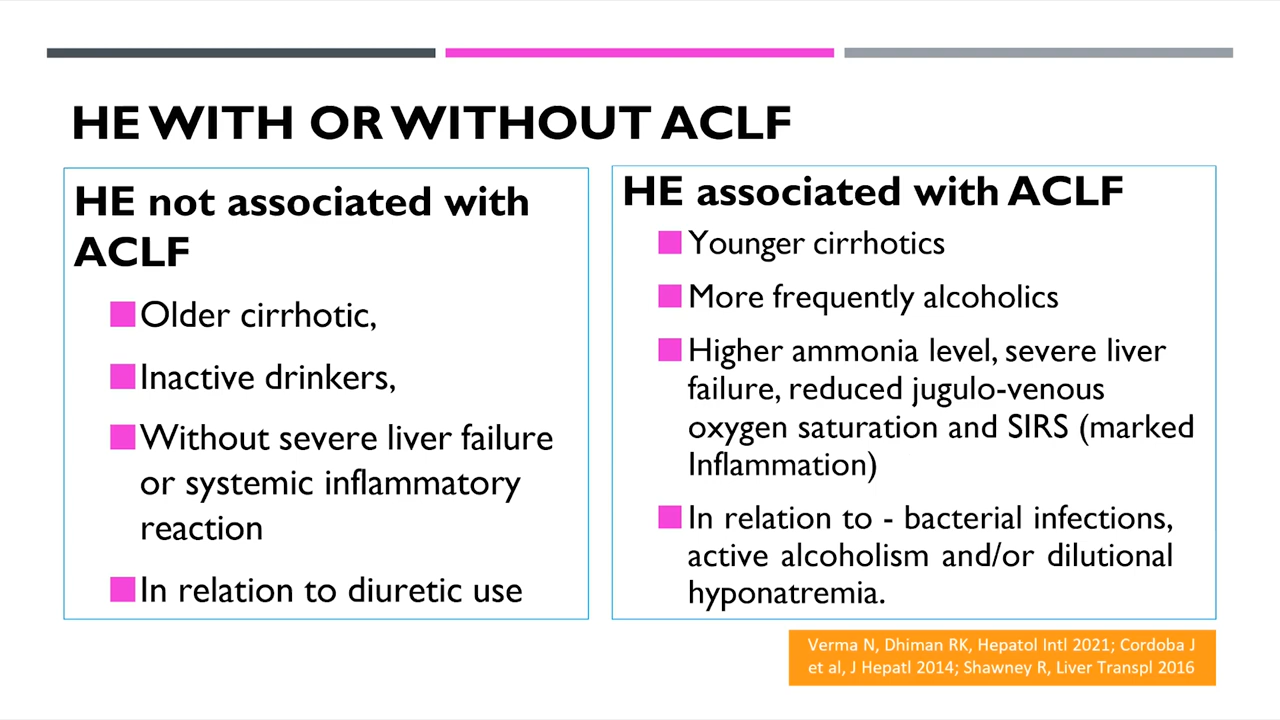 HE WITH OR WITHOUT ACLF
HE not associated with
ACLF
Older cirrhotic,
Inactive drinkers,
Without severe liver failure
or systemic inflammatory
reaction
In relation to diuretic use
HE associated with ACLF
Younger cirrhotics
More frequently alcoholics
Higher ammonia level, severe liver
failure, reduced jugulo-venous
oxygen saturation and SIRS (marked
Inflammation)
In relation to - bacterial infections,
active alcoholism and/or dilutional
hyponatremia.
Verma N, Dhiman RK, Hepatol Intl 2021; Cordoba J
et al, J Hepatl 2014; Shawney R, Liver Transpl 2016